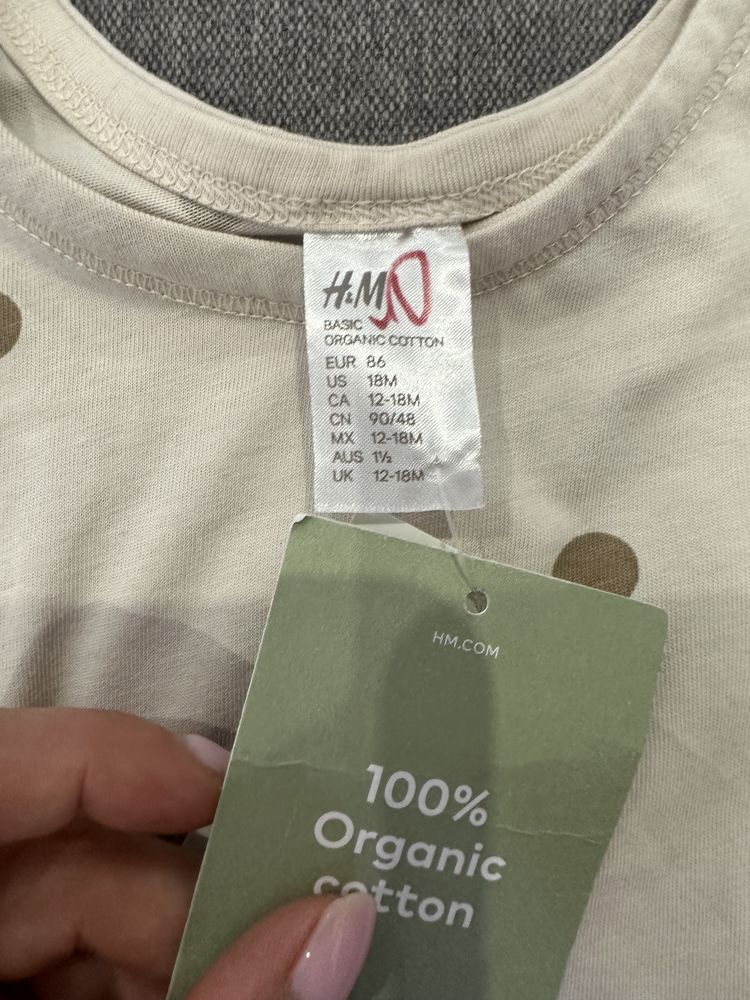 H&M
BASIC
ORGANIC COTTON
EUR 86
US 18M
CA 12-18M
CN 90/48
MX 12-18M
AUS 1½
UK 12-18M
HM.COM
100%
Organic
cotton